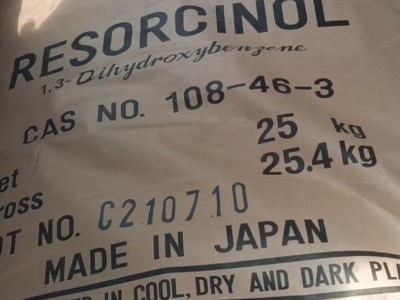 RESORCINOL
1,3-Dihydroxybenzene
CAS NO. 108-46-3
et 25 kg
ross 25.4 kg
OT NO. C210710
MADE IN JAPAN
IN COOL, DRY AND DARK PL